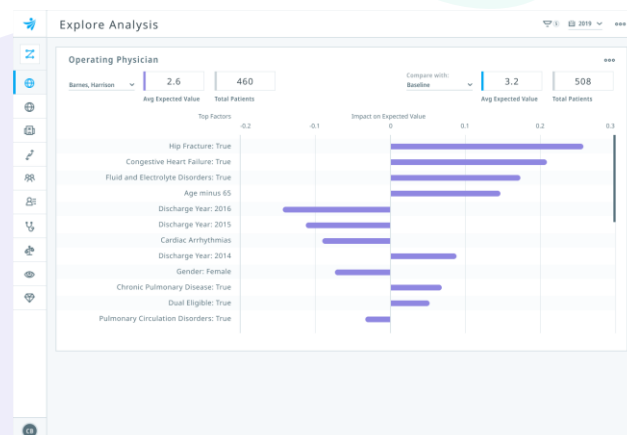 Explore Analysis
2019
Operating Physician
Barnes, Harrison
2.6
460
Avg Expected Value
Total Patients
Compare with:
Baseline
3.2
508
Avg Expected Value
Total Patients
Top Factors
Impact on Expected Value
-0.2
-0.1
0
0.1
0.2
0.3
Hip Fracture: True
Congestive Heart Failure: True
Fluid and Electrolyte Disorders: True
Age minus 65
Discharge Year: 2016
Discharge Year: 2015
Cardiac Arrhythmias
Discharge Year: 2014
Gender: Female
Chronic Pulmonary Disease: True
Dual Eligible: True
Pulmonary Circulation Disorders: True
CB